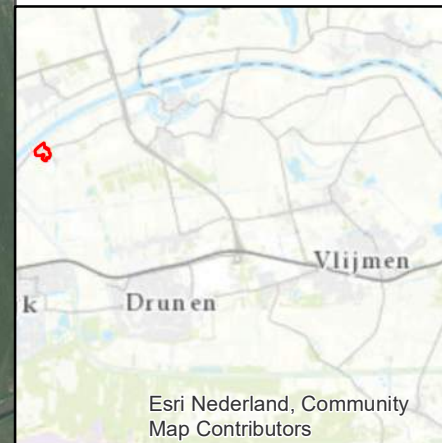 Vlijmen
k
Drunen
Esri Nederland, Community
Map Contributors